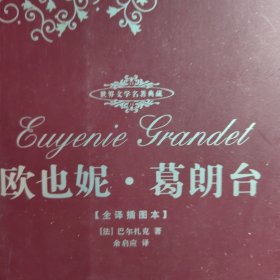 世界文学名著典藏
Euyenie Grandet
欧也妮·葛朗台
【全译插图本】
[法] 巴尔扎克 著
余启应 译